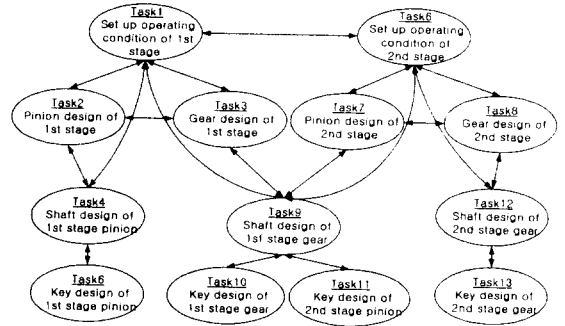 Task1
Set up operating
condition of 1st
stage
Task6
Set up operating
condition of
2nd stage
Task2
Pinion design of
1st stage
Task3
Gear design of
1st stage
Task7
Pinion design of
2nd stage
Task8
Gear design of
2nd stage
Task4
Shaft design of
1st stage pinion
Task9
Shaft design of
1sf stage gear
Task12
Shaft design of
2nd stage gear
Task6
Key design of
1st stage pinion
Task10
Key design of
1st stage gear
Task11
Key design of
2nd stage pinion
Task13
Key design of
2nd stage gear